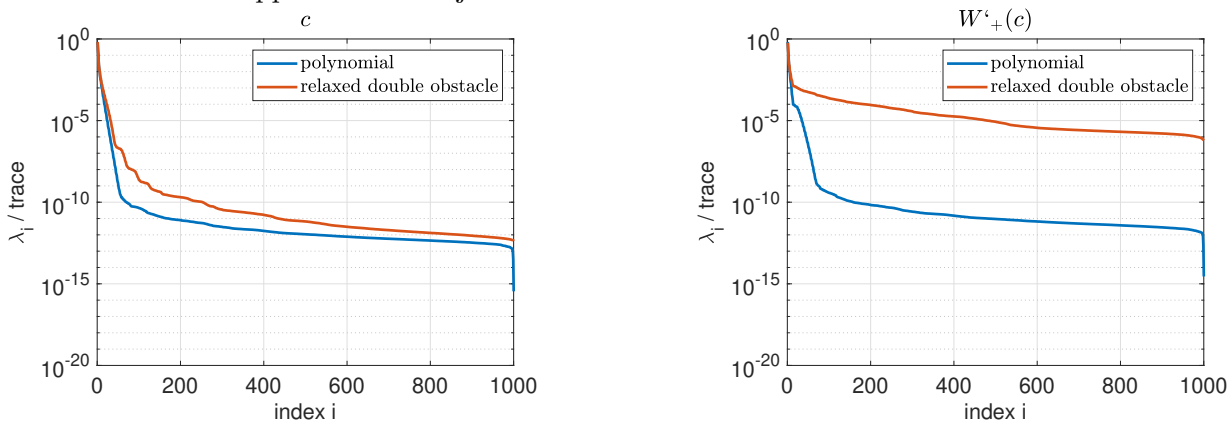 c
10^0
10^-5
10^-10
10^-15
10^-20
λ_i / trace
polynomial
relaxed double obstacle
0 200 400 600 800 1000
index i
W‘_+(c)
10^0
10^-5
10^-10
10^-15
10^-20
λ_i / trace
polynomial
relaxed double obstacle
0 200 400 600 800 1000
index i